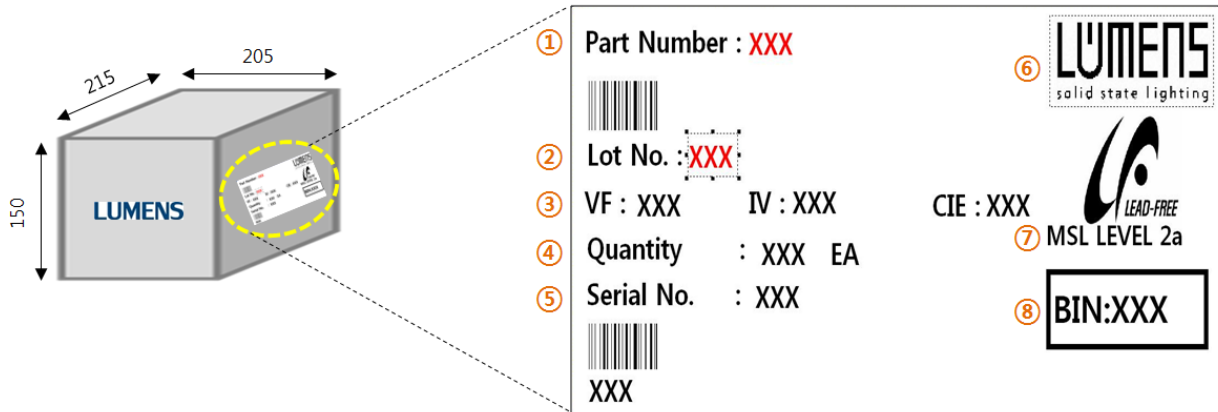 215
205
150
LUMENS
① Part Number : XXX
② Lot No. : XXX
③ VF : XXX IV : XXX CIE : XXX
④ Quantity : XXX EA
⑤ Serial No. : XXX
XXX
⑥ LUMENS
solid state lighting
LEAD-FREE
⑦ MSL LEVEL 2a
⑧ BIN:XXX